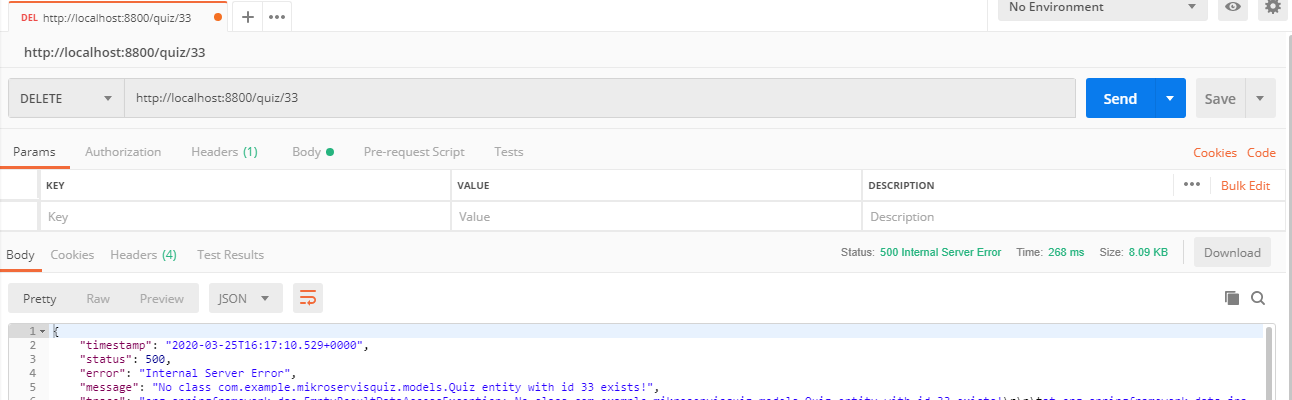 DEL http://localhost:8800/quiz/33
No Environment
http://localhost:8800/quiz/33
DELETE http://localhost:8800/quiz/33 Send Save
Params Authorization Headers (1) Body Pre-request Script Tests Cookies Code
KEY VALUE DESCRIPTION Bulk Edit
Key Value Description
Body Cookies Headers (4) Test Results Status: 500 Internal Server Error Time: 268 ms Size: 8.09 KB Download
Pretty Raw Preview JSON
1 {
2 "timestamp": "2020-03-25T16:17:10.529+0000",
3 "status": 500,
4 "error": "Internal Server Error",
5 "message": "No class com.example.mikroservisquiz.models.Quiz entity with id 33 exists!",